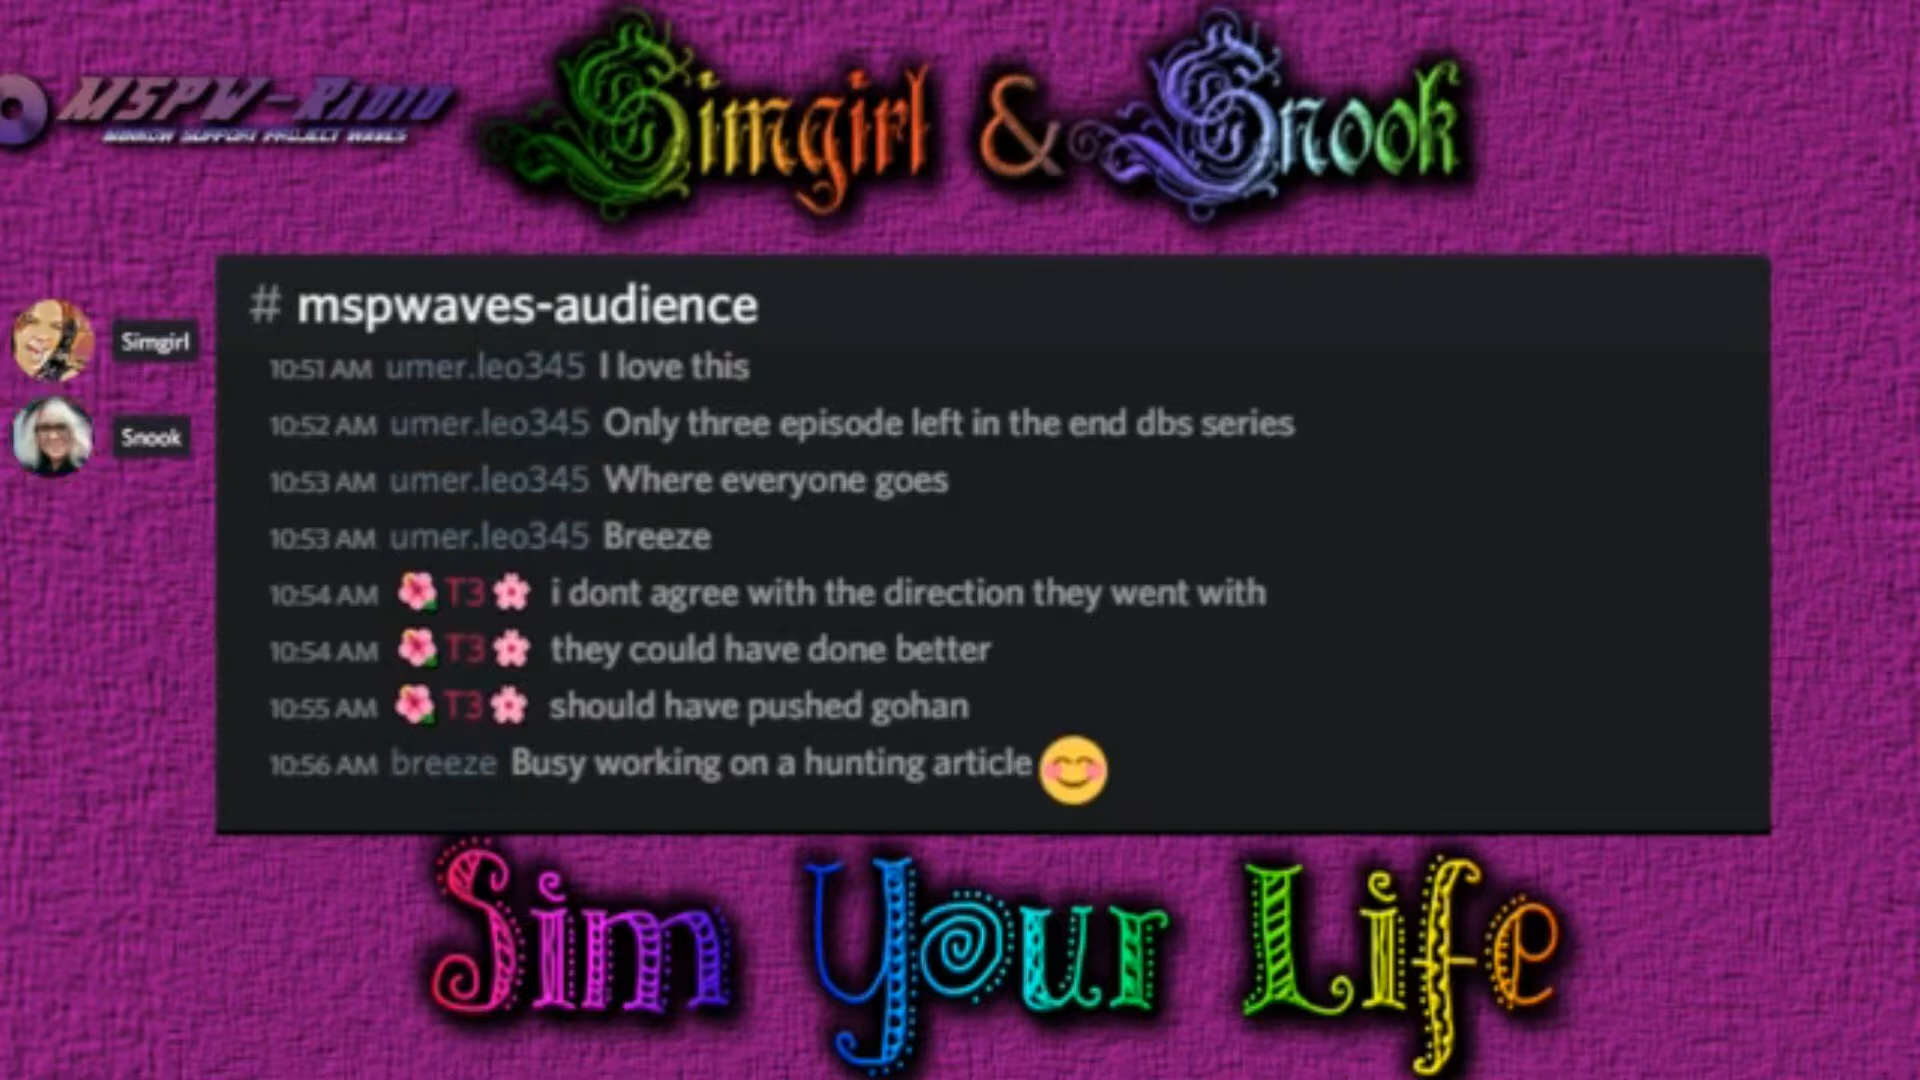 MSPW-Radio
MINNOW SUPPORT PROJECT WAVES
Simgirl & Snook
Simgirl
Snook
# mspwaves-audience
10:51 AM umer.leo345 I love this
10:52 AM umer.leo345 Only three episode left in the end dbs series
10:53 AM umer.leo345 Where everyone goes
10:53 AM umer.leo345 Breeze
10:54 AM 🌺 T3 🌸 i dont agree with the direction they went with
10:54 AM 🌺 T3 🌸 they could have done better
10:55 AM 🌺 T3 🌸 should have pushed gohan
10:56 AM breeze Busy working on a hunting article 😊
Sim Your Life